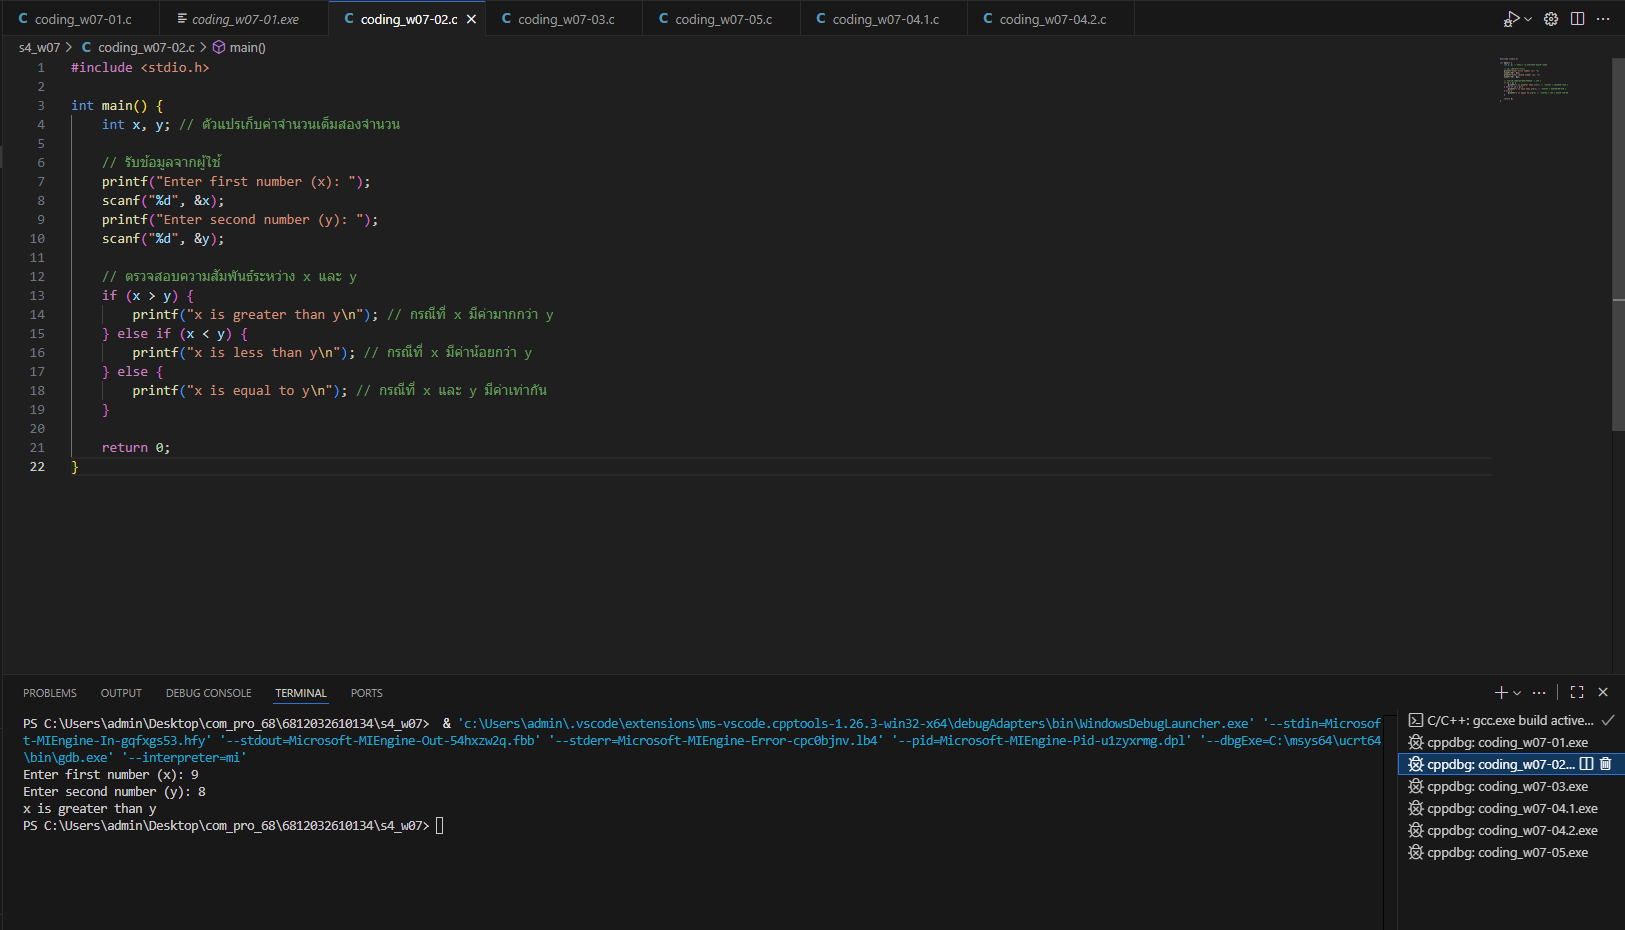 coding_w07-01.c coding_w07-01.exe coding_w07-02.c coding_w07-03.c coding_w07-05.c coding_w07-04.1.c coding_w07-04.2.c
s4_w07 > C coding_w07-02.c > main()
1 #include <stdio.h>
2
3 int main() {
4 int x, y; // ตัวแปรเก็บค่าจำนวนเต็มสองจำนวน
5
6 // รับข้อมูลจากผู้ใช้
7 printf("Enter first number (x): ");
8 scanf("%d", &x);
9 printf("Enter second number (y): ");
10 scanf("%d", &y);
11
12 // ตรวจสอบความสัมพันธ์ระหว่าง x และ y
13 if (x > y) {
14 printf("x is greater than y\n"); // กรณีที่ x มีค่ามากกว่า y
15 } else if (x < y) {
16 printf("x is less than y\n"); // กรณีที่ x มีค่าน้อยกว่า y
17 } else {
18 printf("x is equal to y\n"); // กรณีที่ x และ y มีค่าเท่ากัน
19 }
20
21 return 0;
22 }
PROBLEMS OUTPUT DEBUG CONSOLE TERMINAL PORTS
PS C:\Users\admin\Desktop\com_pro_68\6812032610134\s4_w07> & 'c:\Users\admin\.vscode\extensions\ms-vscode.cpptools-1.26.3-win32-x64\debugAdapters\bin\WindowsDebugLauncher.exe' '--stdin=Microsof
t-MIEngine-In-gqfxgs53.hfy' '--stdout=Microsoft-MIEngine-Out-54hxzw2q.fbb' '--stderr=Microsoft-MIEngine-Error-cpc0bjnv.lb4' '--pid=Microsoft-MIEngine-Pid-u1zyxrmg.dpl' '--dbgExe=C:\msys64\ucrt64
\bin\gdb.exe' '--interpreter=mi'
Enter first number (x): 9
Enter second number (y): 8
x is greater than y
PS C:\Users\admin\Desktop\com_pro_68\6812032610134\s4_w07>
C/C++: gcc.exe build active...
cppdbg: coding_w07-01.exe
cppdbg: coding_w07-02...
cppdbg: coding_w07-03.exe
cppdbg: coding_w07-04.1.exe
cppdbg: coding_w07-04.2.exe
cppdbg: coding_w07-05.exe